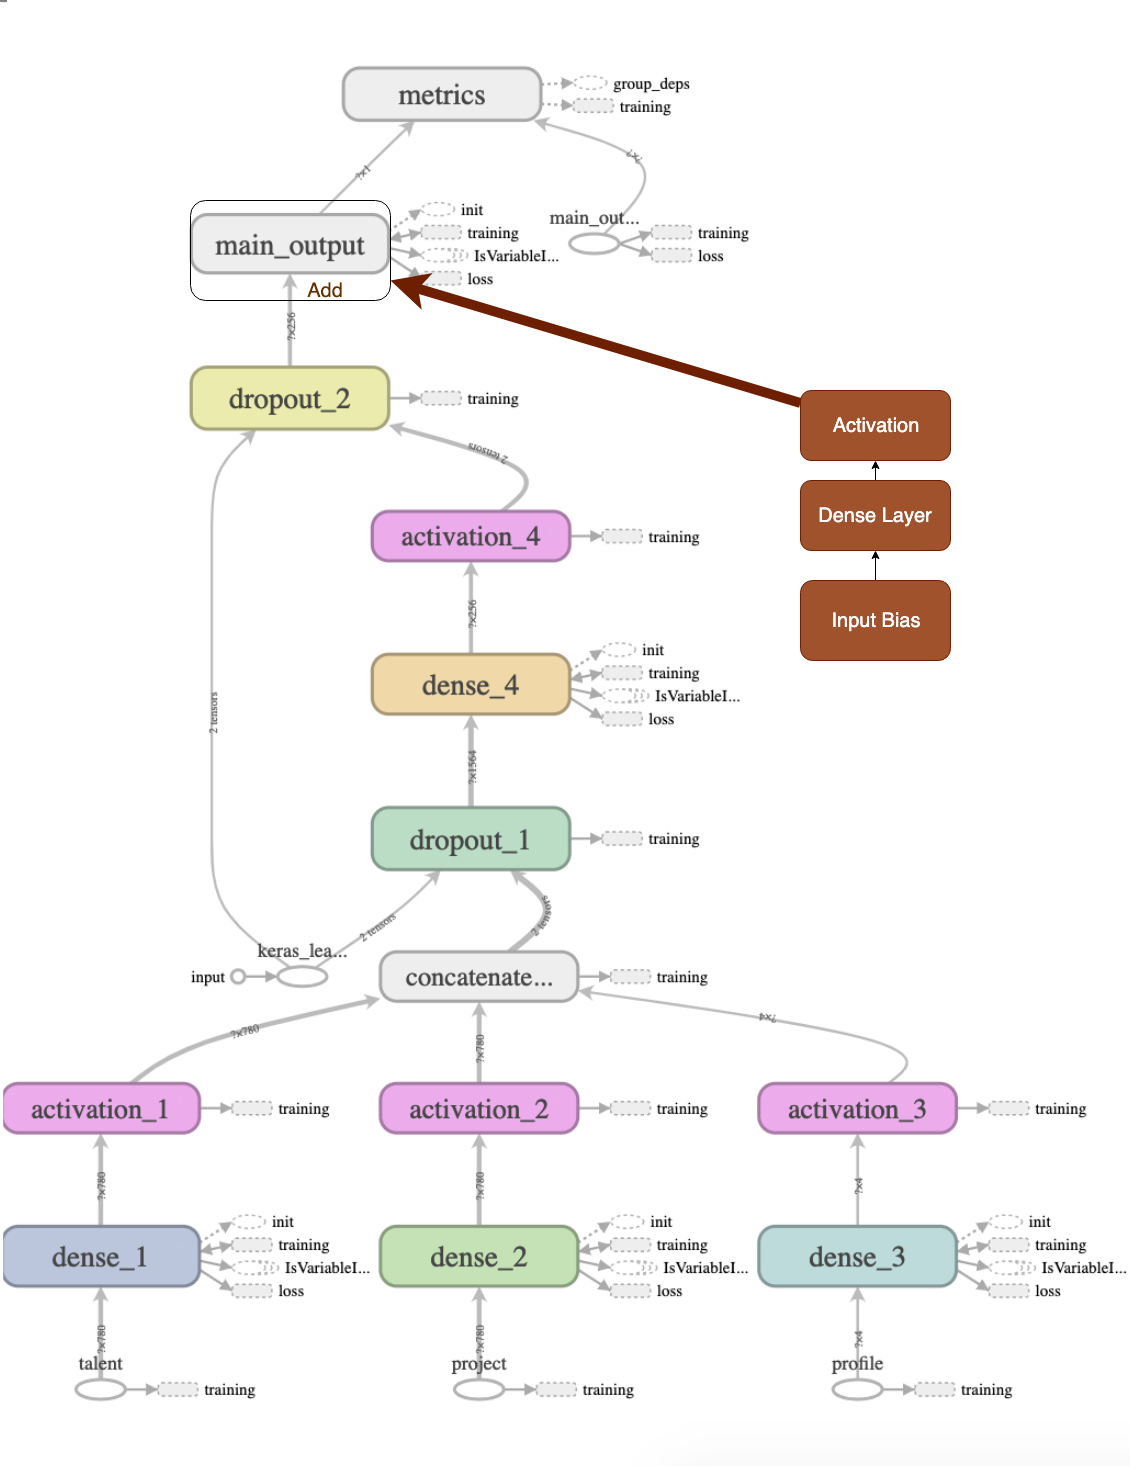 metrics
group_deps
training
?x1
?x?
main_output
init
training
IsVariableI...
loss
main_out...
training
loss
Add
?x256
dropout_2
training
2 tensors
Activation
activation_4
training
Dense Layer
?x256
Input Bias
dense_4
init
training
IsVariableI...
loss
2 tensors
?x1564
dropout_1
training
2 tensors
2 tensors
keras_lea...
input
concatenate...
training
?x780
?x780
?x4
activation_1
training
activation_2
training
activation_3
training
?x780
?x780
?x4
dense_1
init
training
IsVariableI...
loss
dense_2
init
training
IsVariableI...
loss
dense_3
init
training
IsVariableI...
loss
?x780
?x780
?x4
talent
training
project
training
profile
training